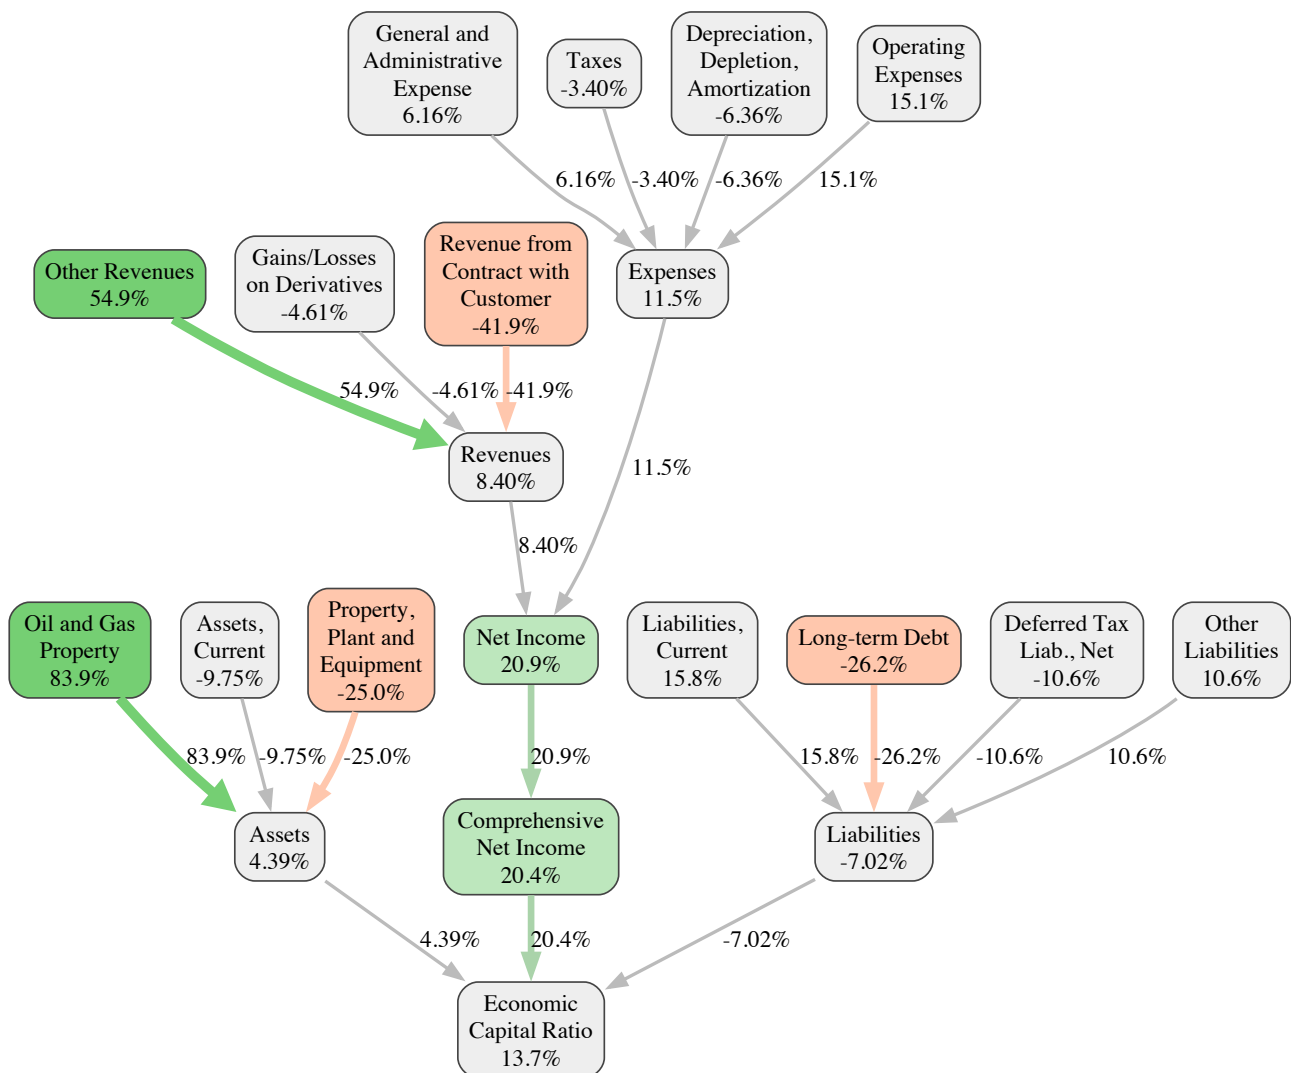 General and
Administrative
Expense
6.16%
Taxes
-3.40%
Depreciation,
Depletion,
Amortization
-6.36%
Operating
Expenses
15.1%
6.16%
-3.40%
-6.36%
15.1%
Other Revenues
54.9%
Gains/Losses
on Derivatives
-4.61%
Revenue from
Contract with
Customer
-41.9%
Expenses
11.5%
54.9%
-4.61%
-41.9%
Revenues
8.40%
11.5%
8.40%
Oil and Gas
Property
83.9%
Assets,
Current
-9.75%
Property,
Plant and
Equipment
-25.0%
Net Income
20.9%
Liabilities,
Current
15.8%
Long-term Debt
-26.2%
Deferred Tax
Liab., Net
-10.6%
Other
Liabilities
10.6%
83.9%
-9.75%
-25.0%
20.9%
15.8%
-26.2%
-10.6%
10.6%
Assets
4.39%
Comprehensive
Net Income
20.4%
Liabilities
-7.02%
4.39%
20.4%
-7.02%
Economic
Capital Ratio
13.7%